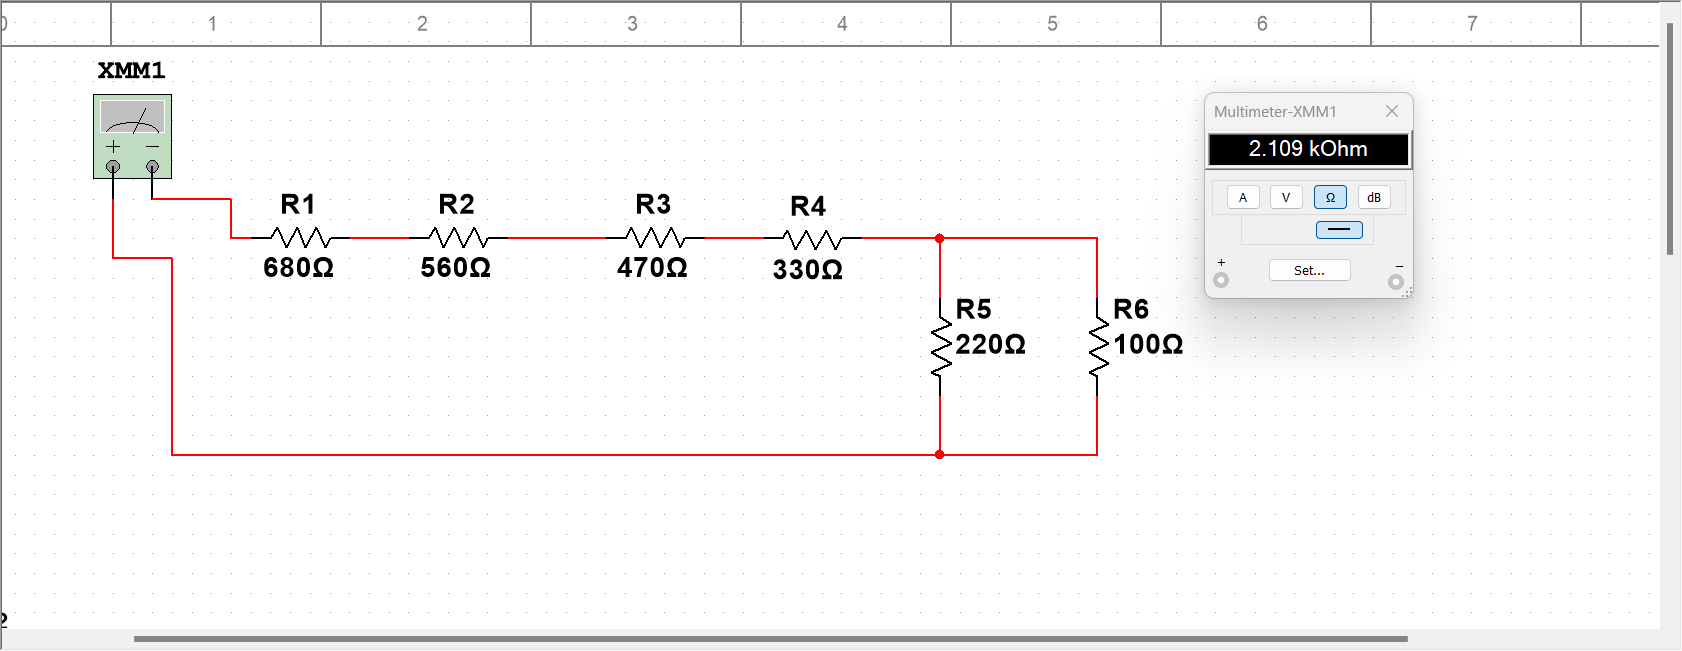 0 1 2 3 4 5 6 7
XMM1
Multimeter-XMM1
2.109 kOhm
A V Ω dB
+ −
Set...
+ −
R1 R2 R3 R4
680Ω 560Ω 470Ω 330Ω
R5 R6
220Ω 100Ω